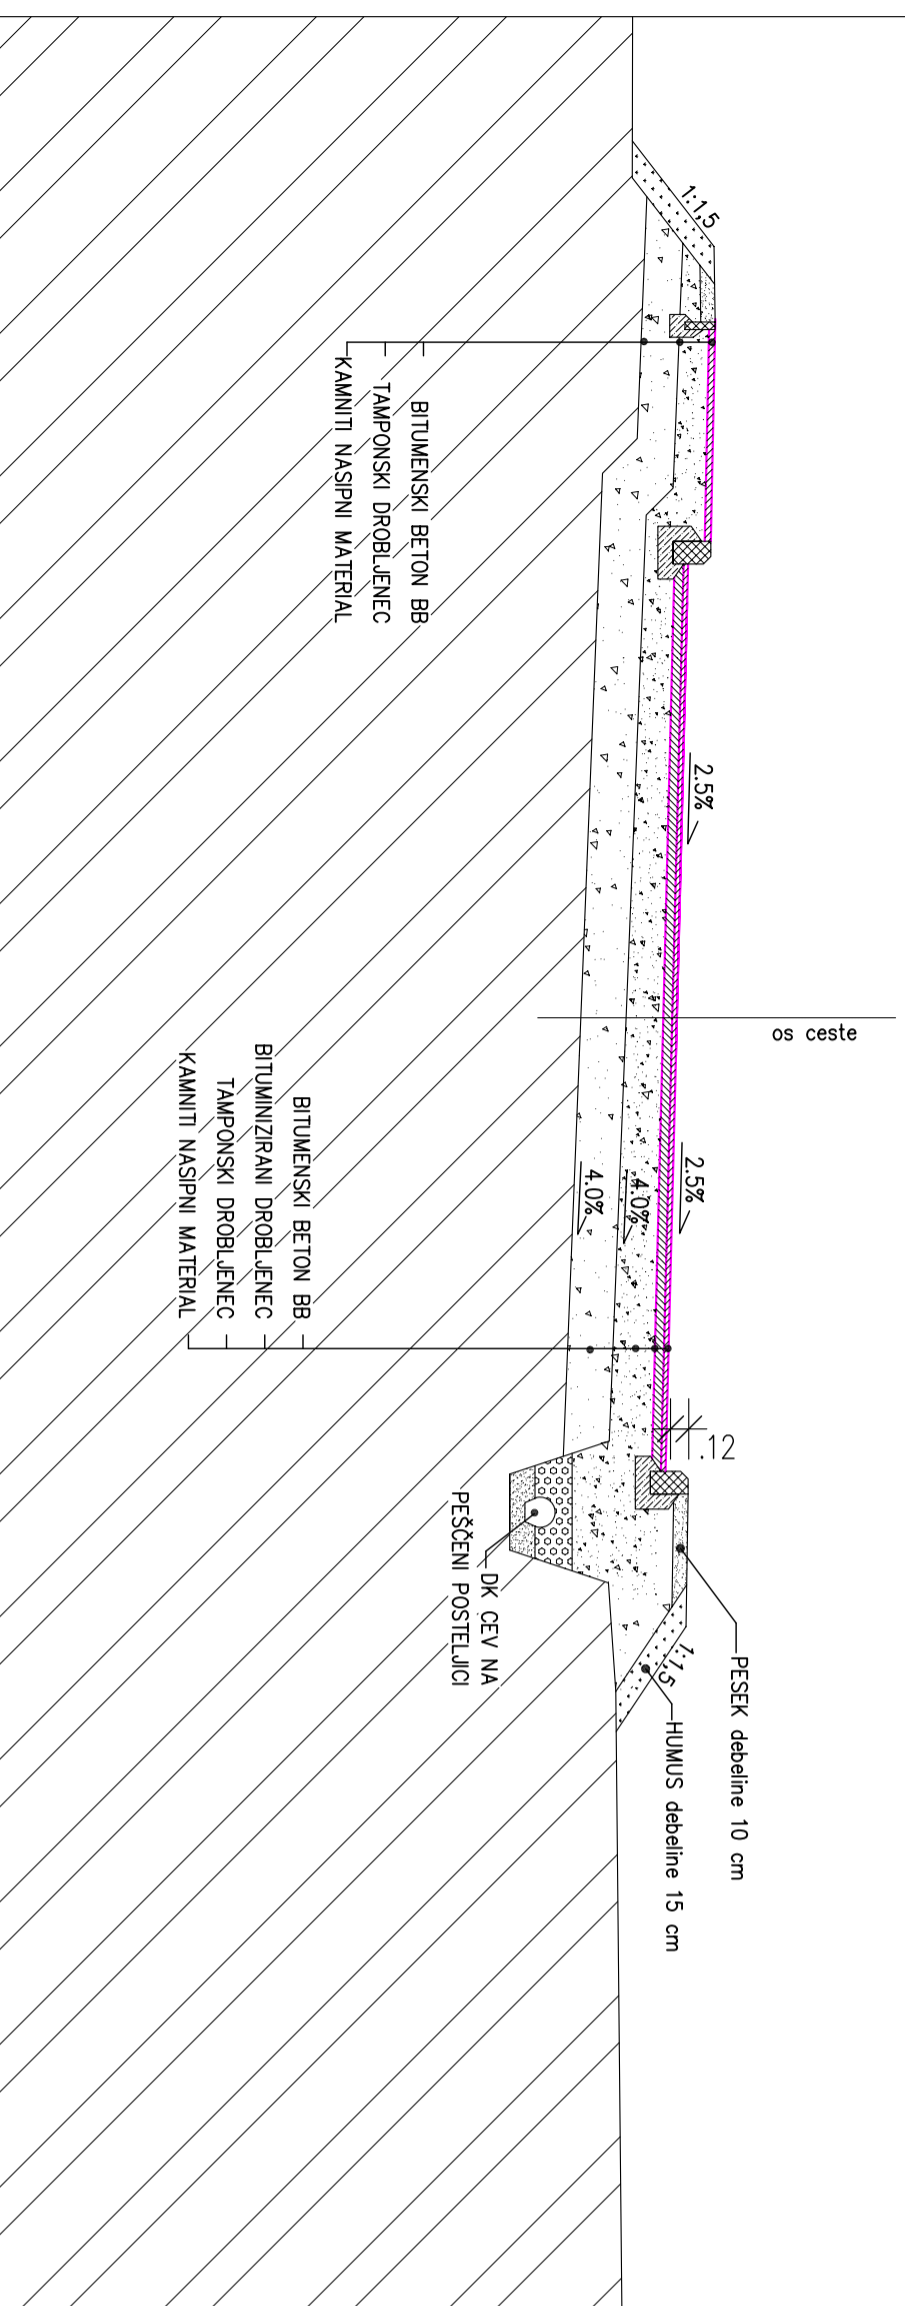 1:1,5
BITUMENSKI BETON BB
TAMPONSKI DROBLJENEC
KAMNITI NASIPNI MATERIAL
2.5%
os ceste
2.5%
4.0%
4.0%
BITUMENSKI BETON BB
BITUMINIZIRANI DROBLJENEC
TAMPONSKI DROBLJENEC
KAMNITI NASIPNI MATERIAL
.12
DK CEV NA
PEŠČENI POSTELJICI
1:1,5
PESEK debeline 10 cm
HUMUS debeline 15 cm